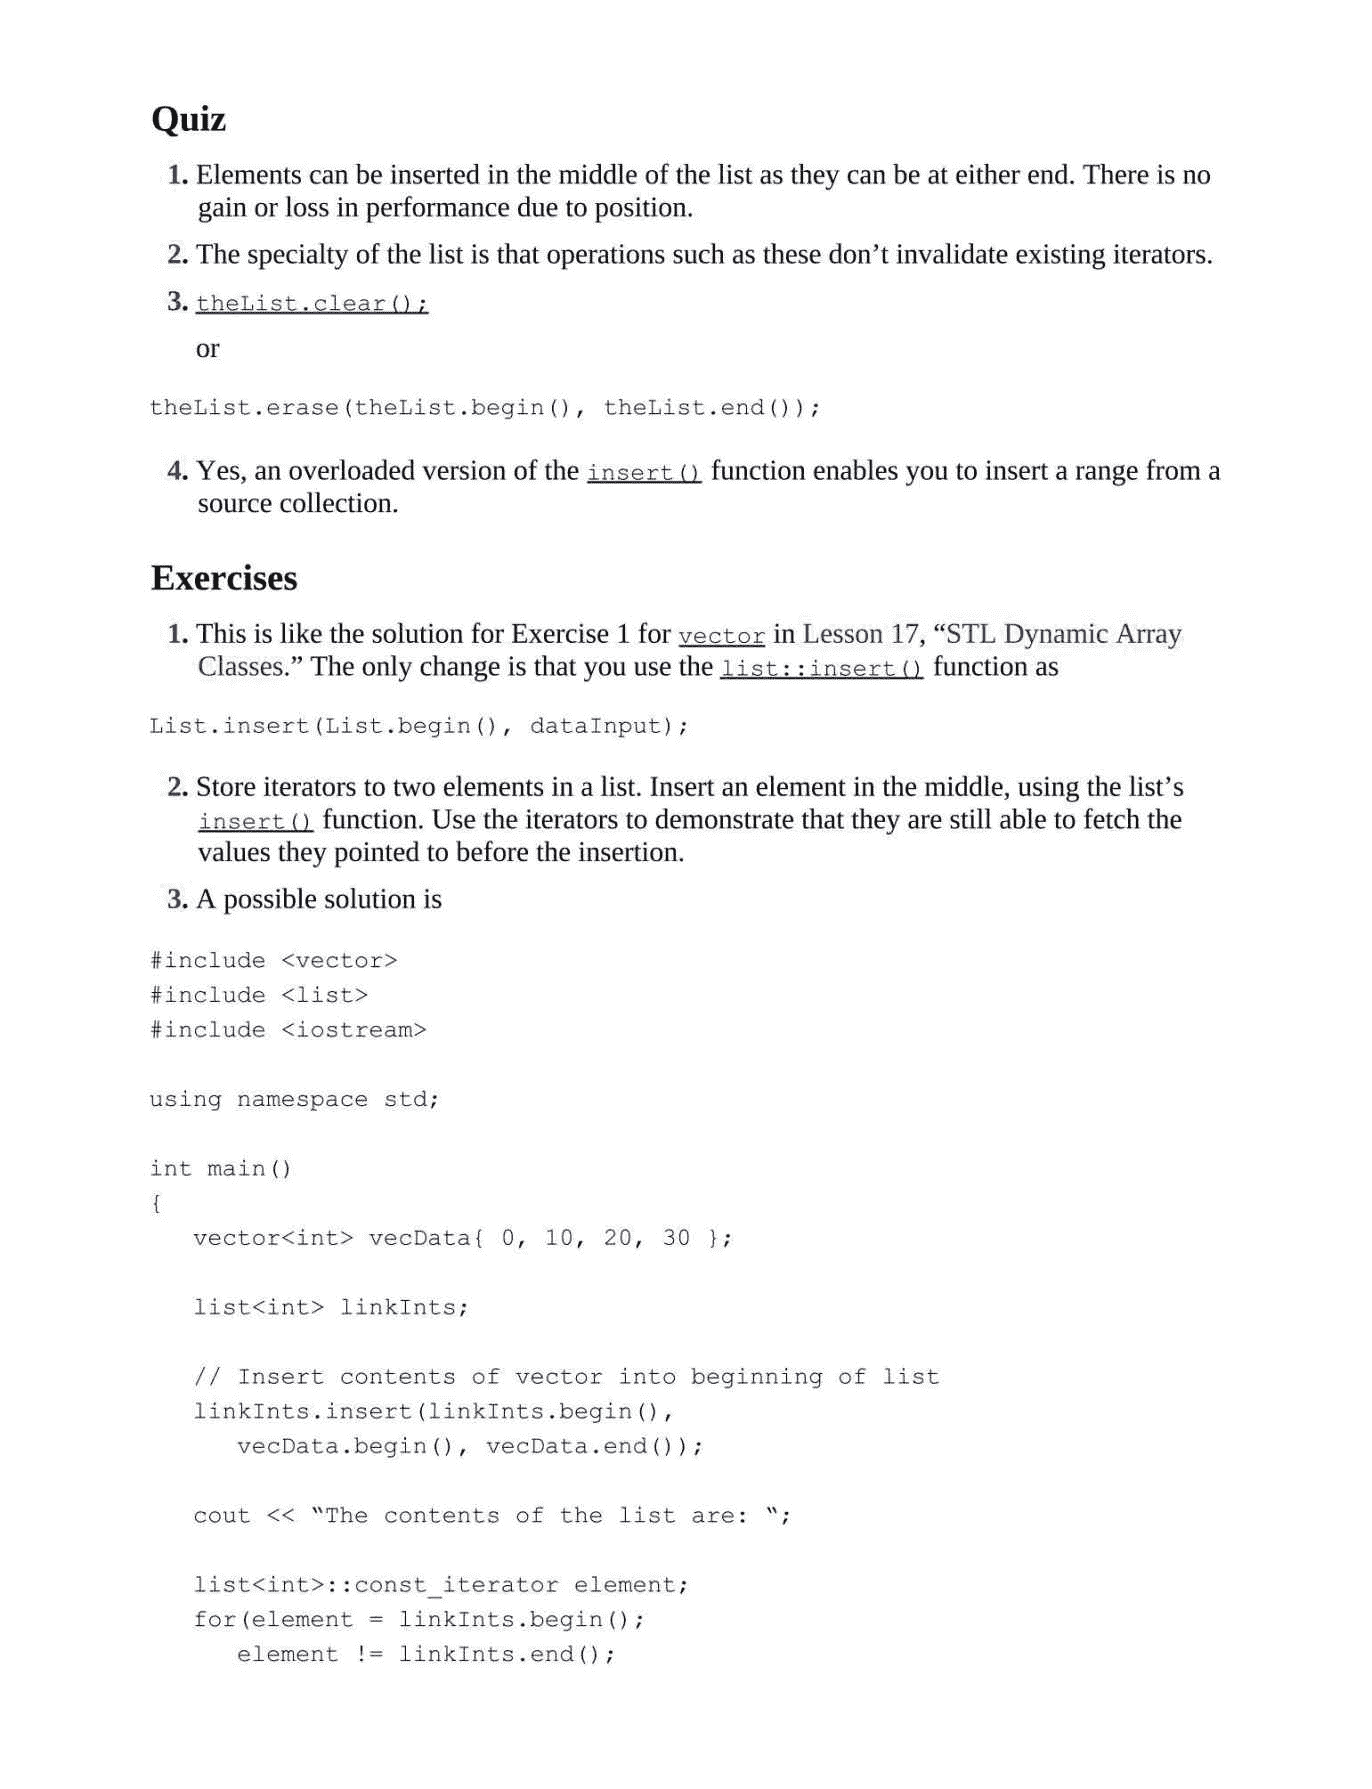 Quiz
1. Elements can be inserted in the middle of the list as they can be at either end. There is no
gain or loss in performance due to position.
2. The specialty of the list is that operations such as these don’t invalidate existing iterators.
3. theList.clear();
or
theList.erase(theList.begin(), theList.end());
4. Yes, an overloaded version of the insert() function enables you to insert a range from a
source collection.
Exercises
1. This is like the solution for Exercise 1 for vector in Lesson 17, “STL Dynamic Array
Classes.” The only change is that you use the list::insert() function as
List.insert(List.begin(), dataInput);
2. Store iterators to two elements in a list. Insert an element in the middle, using the list’s
insert() function. Use the iterators to demonstrate that they are still able to fetch the
values they pointed to before the insertion.
3. A possible solution is
#include <vector>
#include <list>
#include <iostream>
using namespace std;
int main()
{
vector<int> vecData{ 0, 10, 20, 30 };
list<int> linkInts;
// Insert contents of vector into beginning of list
linkInts.insert(linkInts.begin(),
vecData.begin(), vecData.end());
cout << “The contents of the list are: “;
list<int>::const_iterator element;
for(element = linkInts.begin();
element != linkInts.end();